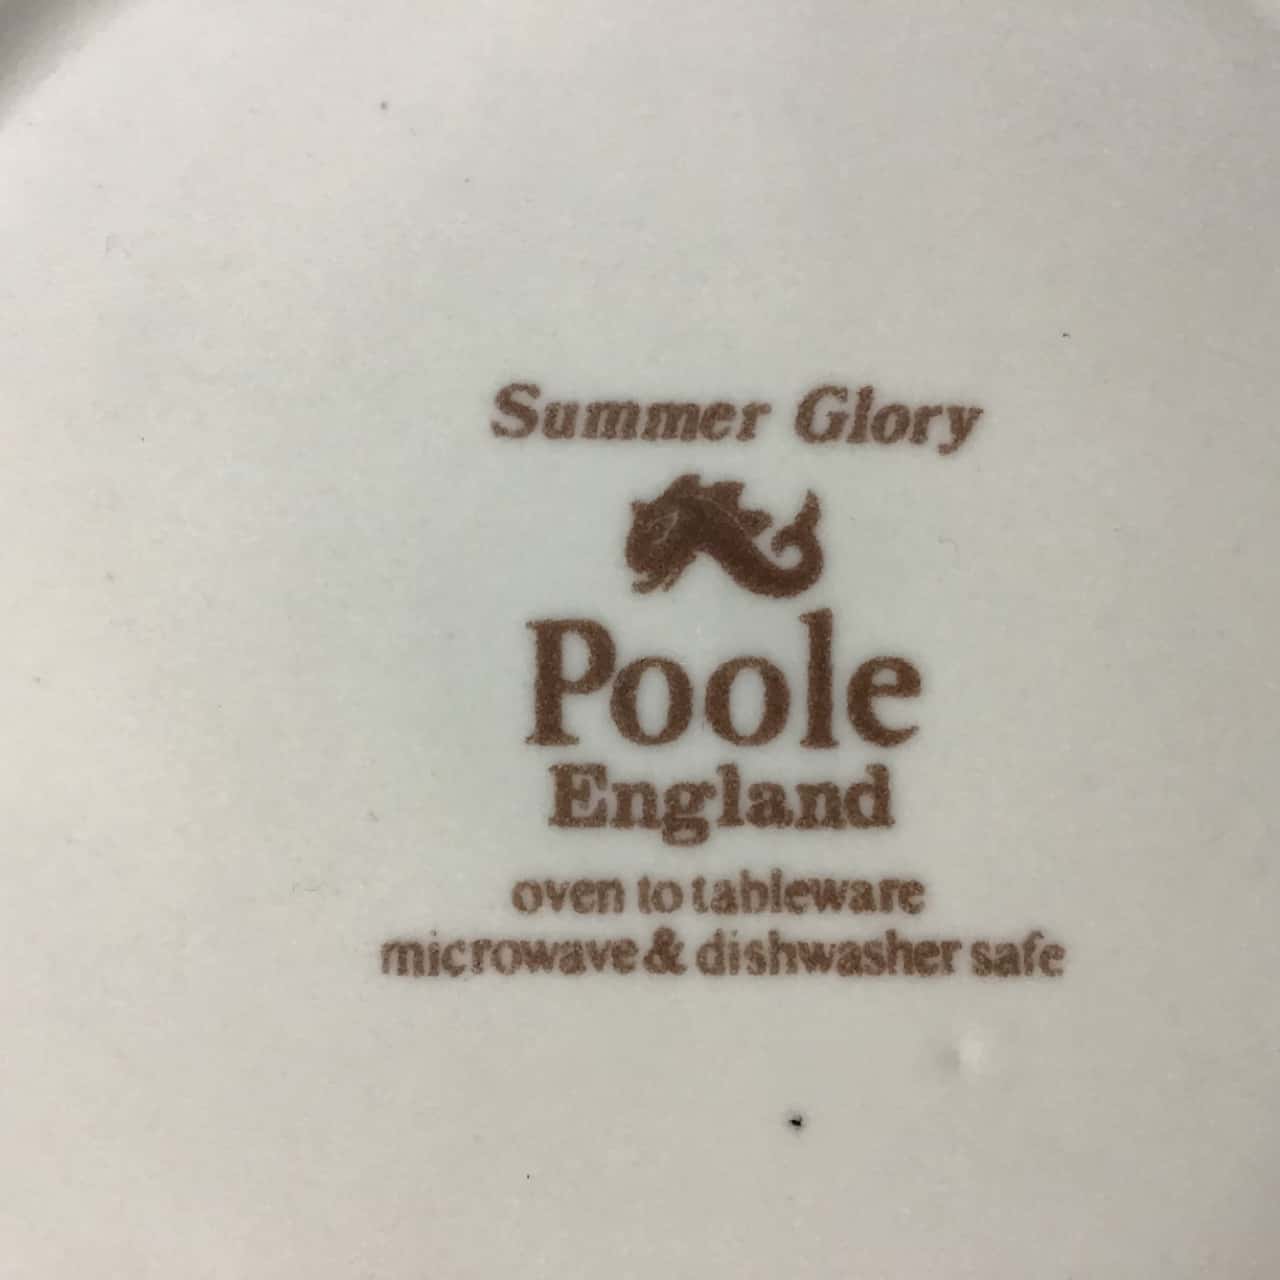 Summer Glory
Poole
England
oven to tableware
microwave & dishwasher safe